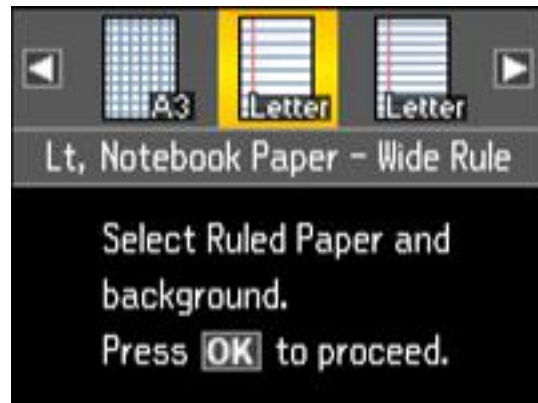 A3 Letter Letter
Lt, Notebook Paper - Wide Rule
Select Ruled Paper and
background.
Press OK to proceed.